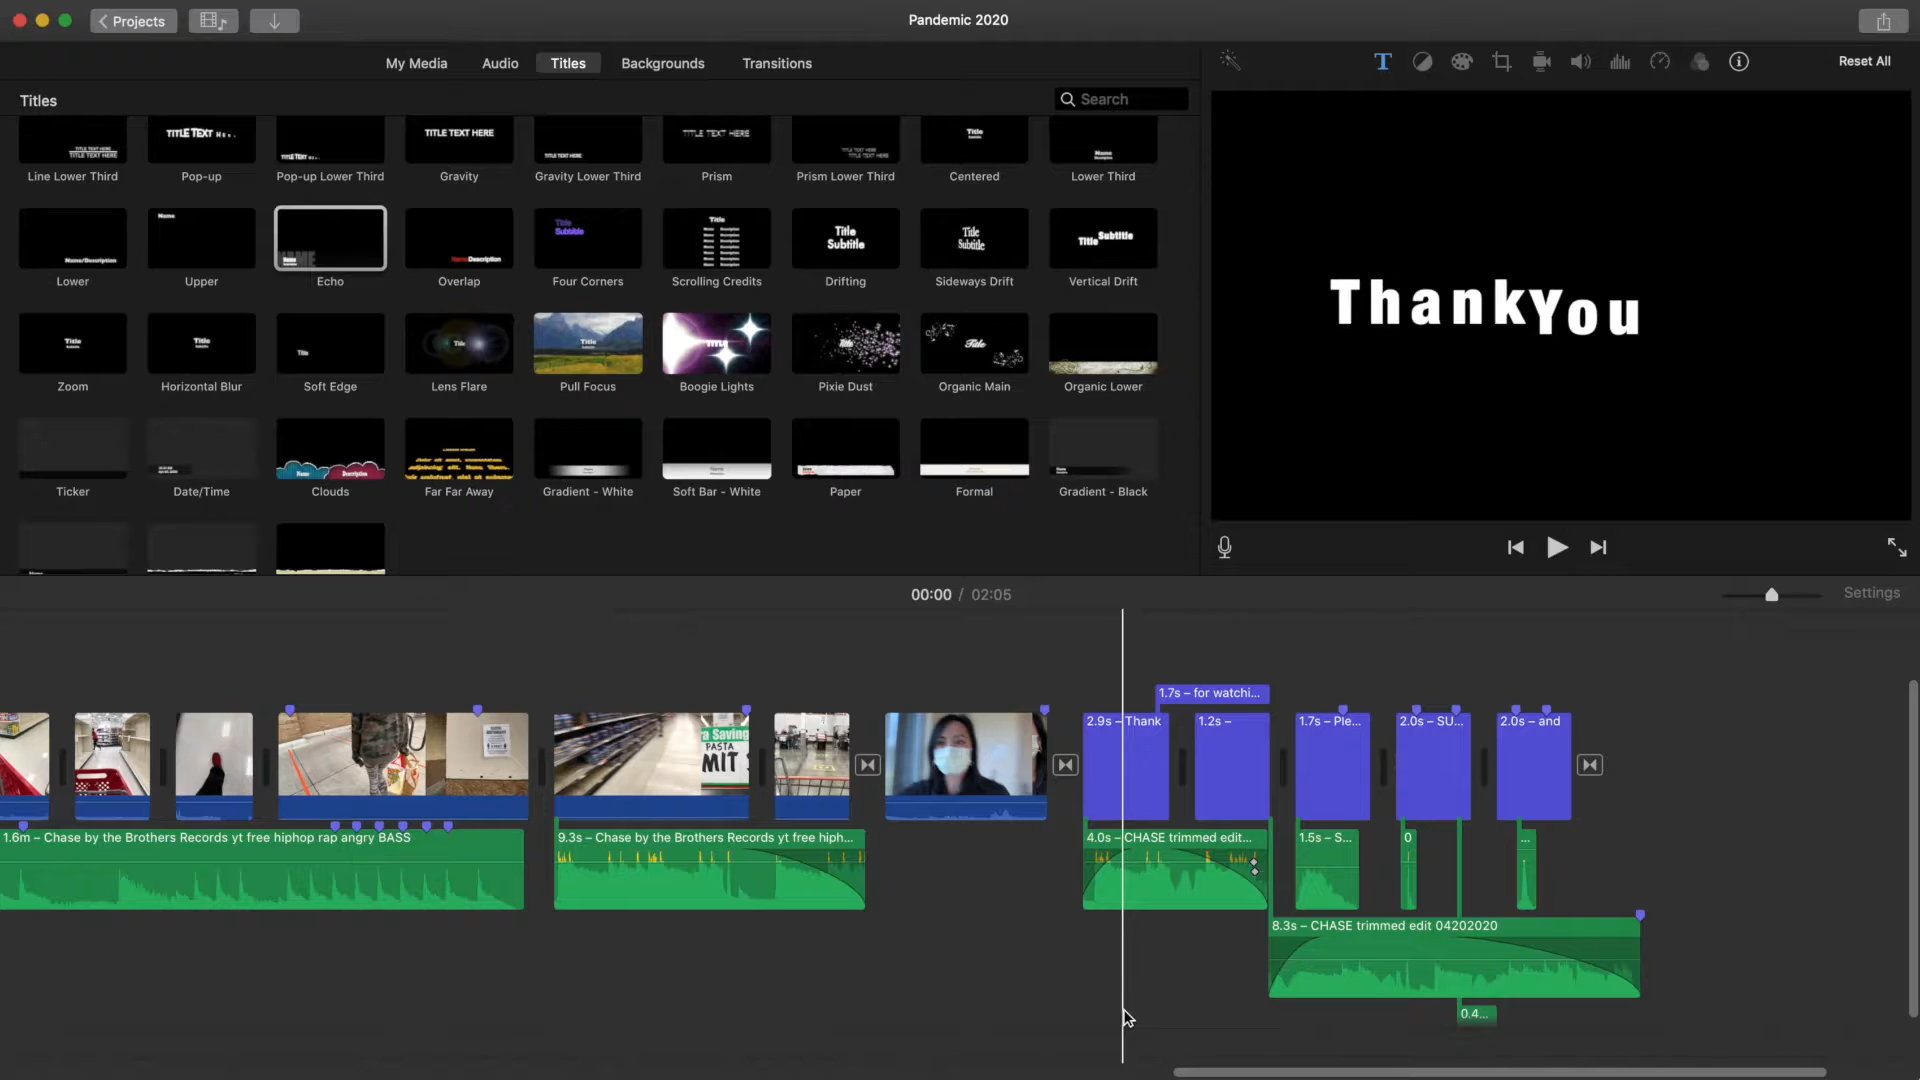 Projects
Pandemic 2020
My Media
Audio
Titles
Backgrounds
Transitions
Reset All
Titles
Search
TITLE TEXT HERE
TITLE TEXT HERE
TITLE TEXT
TITLE TEXT
TITLE TEXT HERE
TITLE TEXT HERE
TITLE TEXT HERE
TITLE TEXT HERE
TITLE TEXT HERE
Title
Name
Line Lower Third
Pop-up
Pop-up Lower Third
Gravity
Gravity Lower Third
Prism
Prism Lower Third
Centered
Lower Third
Name/Description
Name
NAME
Name
NameDescription
Title
Subtitle
Title
Title
Subtitle
Title
Subtitle
Title Subtitle
Lower
Upper
Echo
Overlap
Four Corners
Scrolling Credits
Drifting
Sideways Drift
Vertical Drift
Title
Title
Title
Title
Title
Title
Title
Title
Zoom
Horizontal Blur
Soft Edge
Lens Flare
Pull Focus
Boogie Lights
Pixie Dust
Organic Main
Organic Lower
Name
Description
Ticker
Date/Time
Clouds
Far Far Away
Gradient - White
Soft Bar - White
Paper
Formal
Gradient - Black
Thank You
00:00 / 02:05
Settings
1.7s – for watchi...
2.9s – Thank
1.2s –
1.7s – Ple...
2.0s – SU...
2.0s – and
a Saving
PASTA
MIT S
1.6m – Chase by the Brothers Records yt free hiphop rap angry BASS
9.3s – Chase by the Brothers Records yt free hiph...
4.0s – CHASE trimmed edit...
1.5s – S...
0
...
8.3s – CHASE trimmed edit 04202020
0.4...